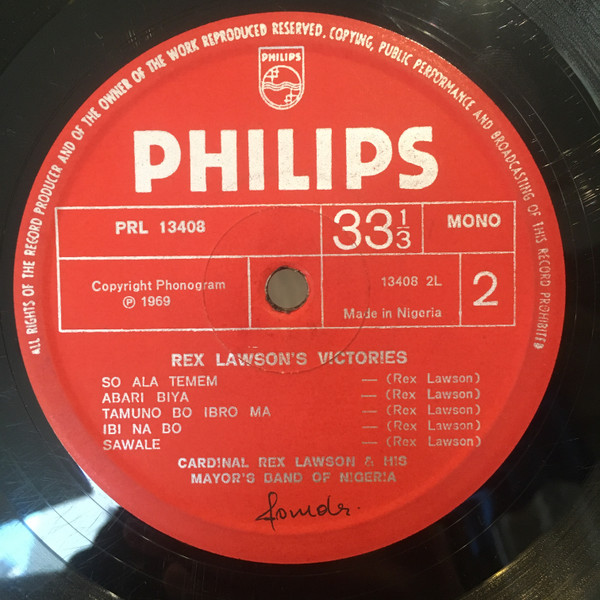 ALL RIGHTS OF THE RECORD PRODUCER AND OF THE OWNER OF THE WORK REPRODUCED RESERVED. COPYING, PUBLIC PERFORMANCE AND BROADCASTING OF THIS RECORD PROHIBITED
PHILIPS
PHILIPS
PRL 13408
33 1/3
MONO
Copyright Phonogram
℗ 1969
13408 2L
Made in Nigeria
2
REX LAWSON'S VICTORIES
SO ALA TEMEM — (Rex Lawson)
ABARI BIYA — (Rex Lawson)
TAMUNO BO IBRO MA — (Rex Lawson)
IBI NA BO — (Rex Lawson)
SAWALE — (Rex Lawson)
CARDINAL REX LAWSON & HIS
MAYOR'S BAND OF NIGERIA